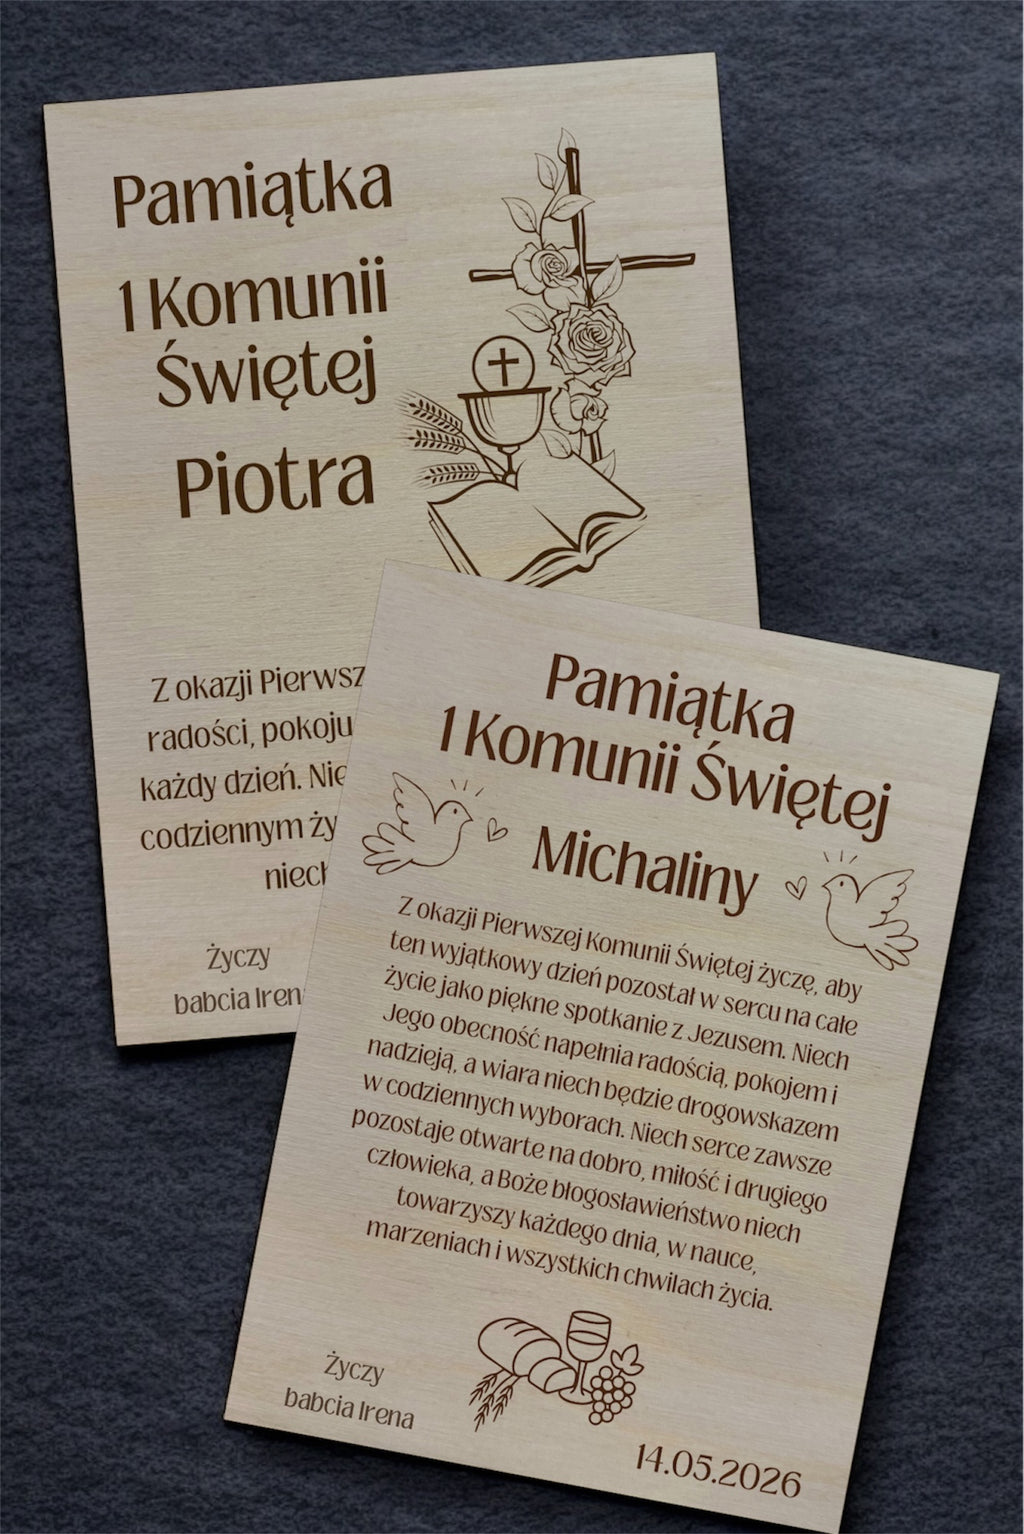 Pamiątka
1 Komunii
Świętej
Piotra
Z okazji Pierwsz
radości, pokoju
każdy dzień. Nie
codziennym ży
niech
Życzy
babcia Iren
Pamiątka
1 Komunii Świętej
Michaliny
Z okazji Pierwszej Komunii Świętej życzę, aby
ten wyjątkowy dzień pozostał w sercu na całe
życie jako piękne spotkanie z Jezusem. Niech
Jego obecność napełnia radością, pokojem i
nadzieją, a wiara niech będzie drogowskazem
w codziennych wyborach. Niech serce zawsze
pozostaje otwarte na dobro, miłość i drugiego
człowieka, a Boże błogosławieństwo niech
towarzyszy każdego dnia, w nauce,
marzeniach i wszystkich chwilach życia.
Życzy
babcia Irena
14.05.2026